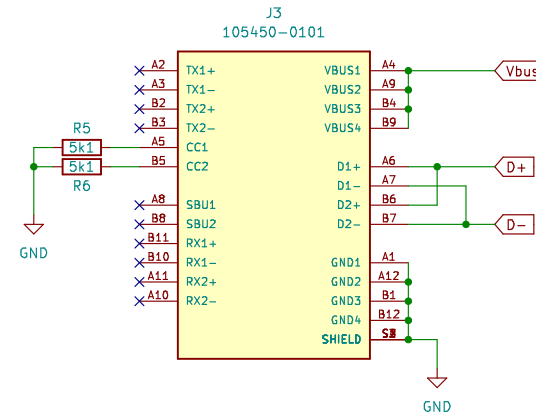 J3
105450-0101
A2 TX1+ VBUS1 A4 Vbus
A3 TX1- VBUS2 A9
B2 TX2+ VBUS3 B4
B3 TX2- VBUS4 B9
R5
5k1 A5 CC1
5k1 B5 CC2 D1+ A6 D+
R6
D1- A7
A8 SBU1 D2+ B6
B8 SBU2 D2- B7 D-
B11 RX1+
GND
B10 RX1- GND1 A1
A11 RX2+ GND2 A12
A10 RX2- GND3 B1
GND4 B12
SHIELD
GND